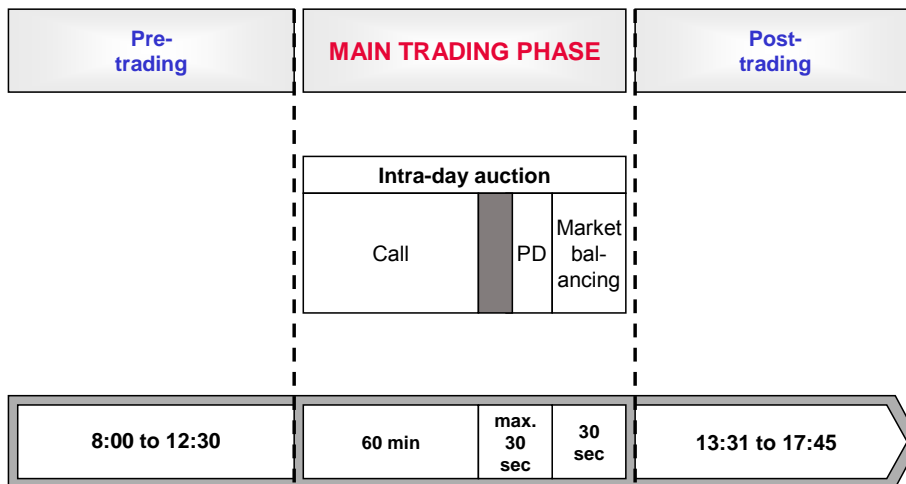 Pre-
trading
MAIN TRADING PHASE
Post-
trading
Intra-day auction
Call
PD
Market
bal-
ancing
8:00 to 12:30
60 min
max.
30
sec
30
sec
13:31 to 17:45